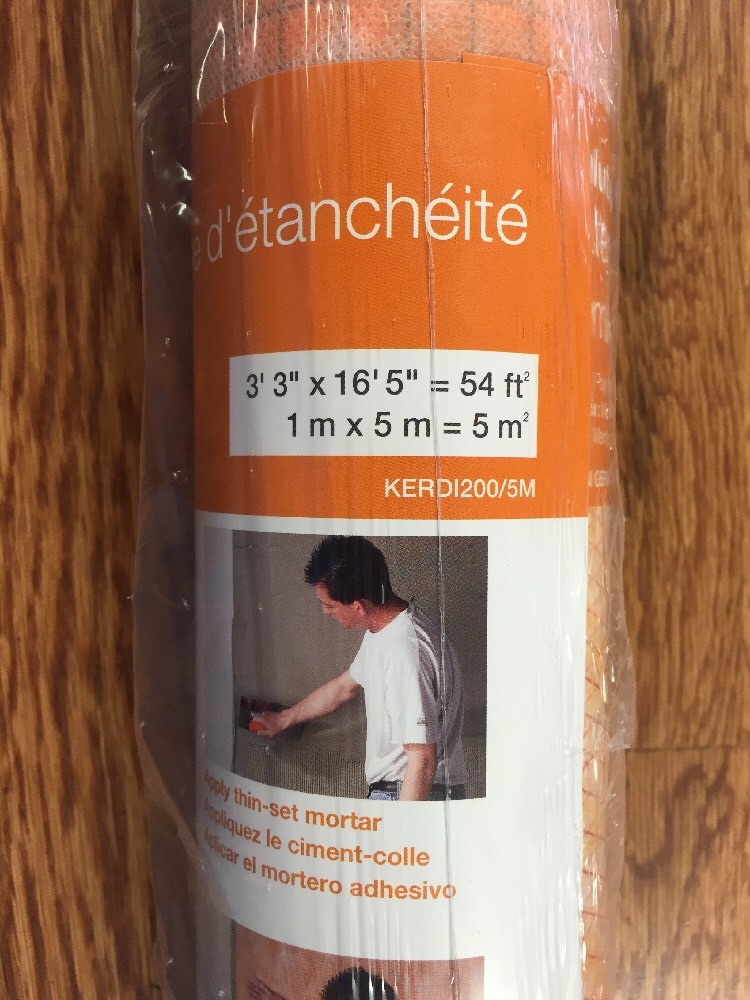 d'étanchéité
3' 3" x 16' 5" = 54 ft²
1 m x 5 m = 5 m²
KERDI200/5M
Apply thin-set mortar
Appliquez le ciment-colle
Aplicar el mortero adhesivo